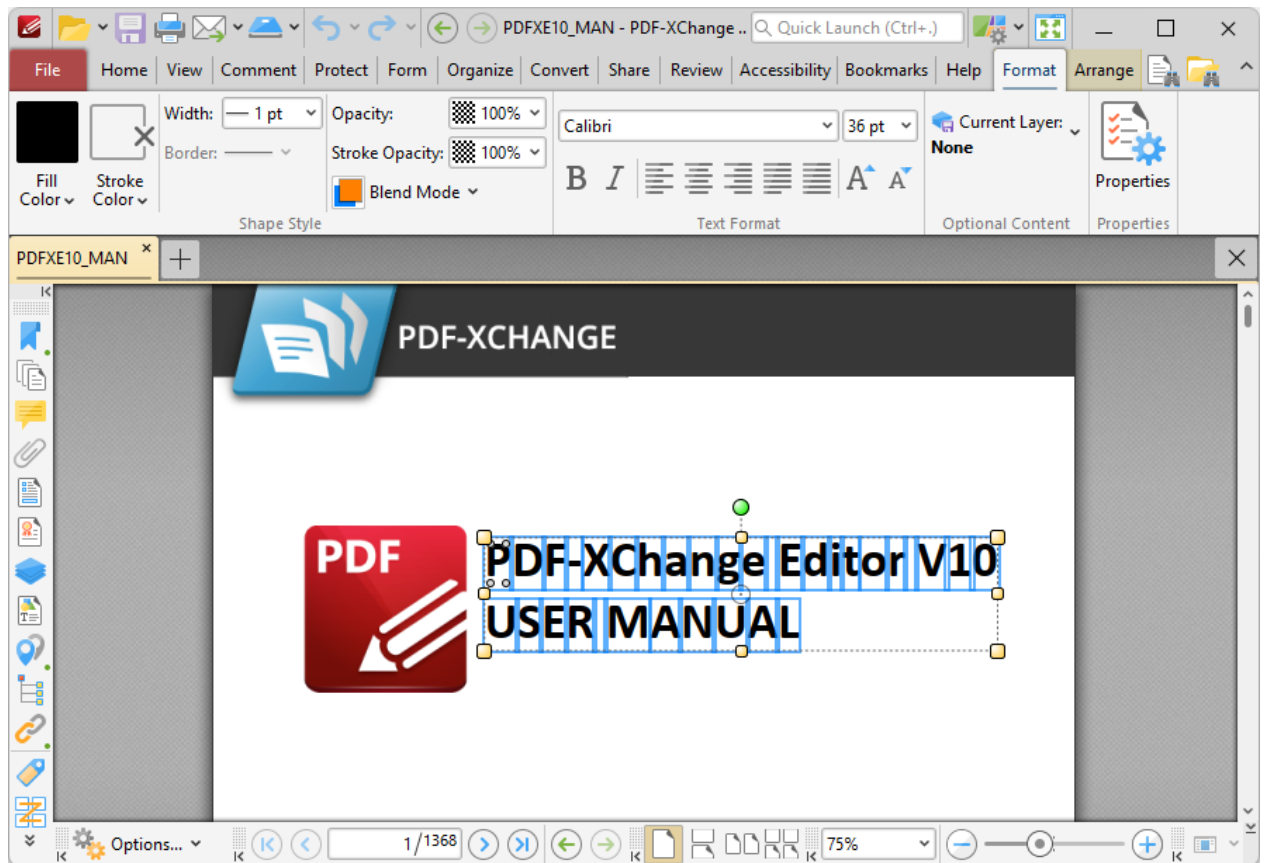 PDFXE10_MAN - PDF-XChange .. Quick Launch (Ctrl+.)
File Home View Comment Protect Form Organize Convert Share Review Accessibility Bookmarks Help Format Arrange
Width: 1 pt Opacity: 100% Calibri 36 pt Current Layer:
Border: Stroke Opacity: 100% None
Fill Color Stroke Color Blend Mode B I A A Properties
Shape Style Text Format Optional Content Properties
PDFXE10_MAN
PDF-XCHANGE
PDF
PDF-XChange Editor V10
USER MANUAL
Options... 1/1368 75%